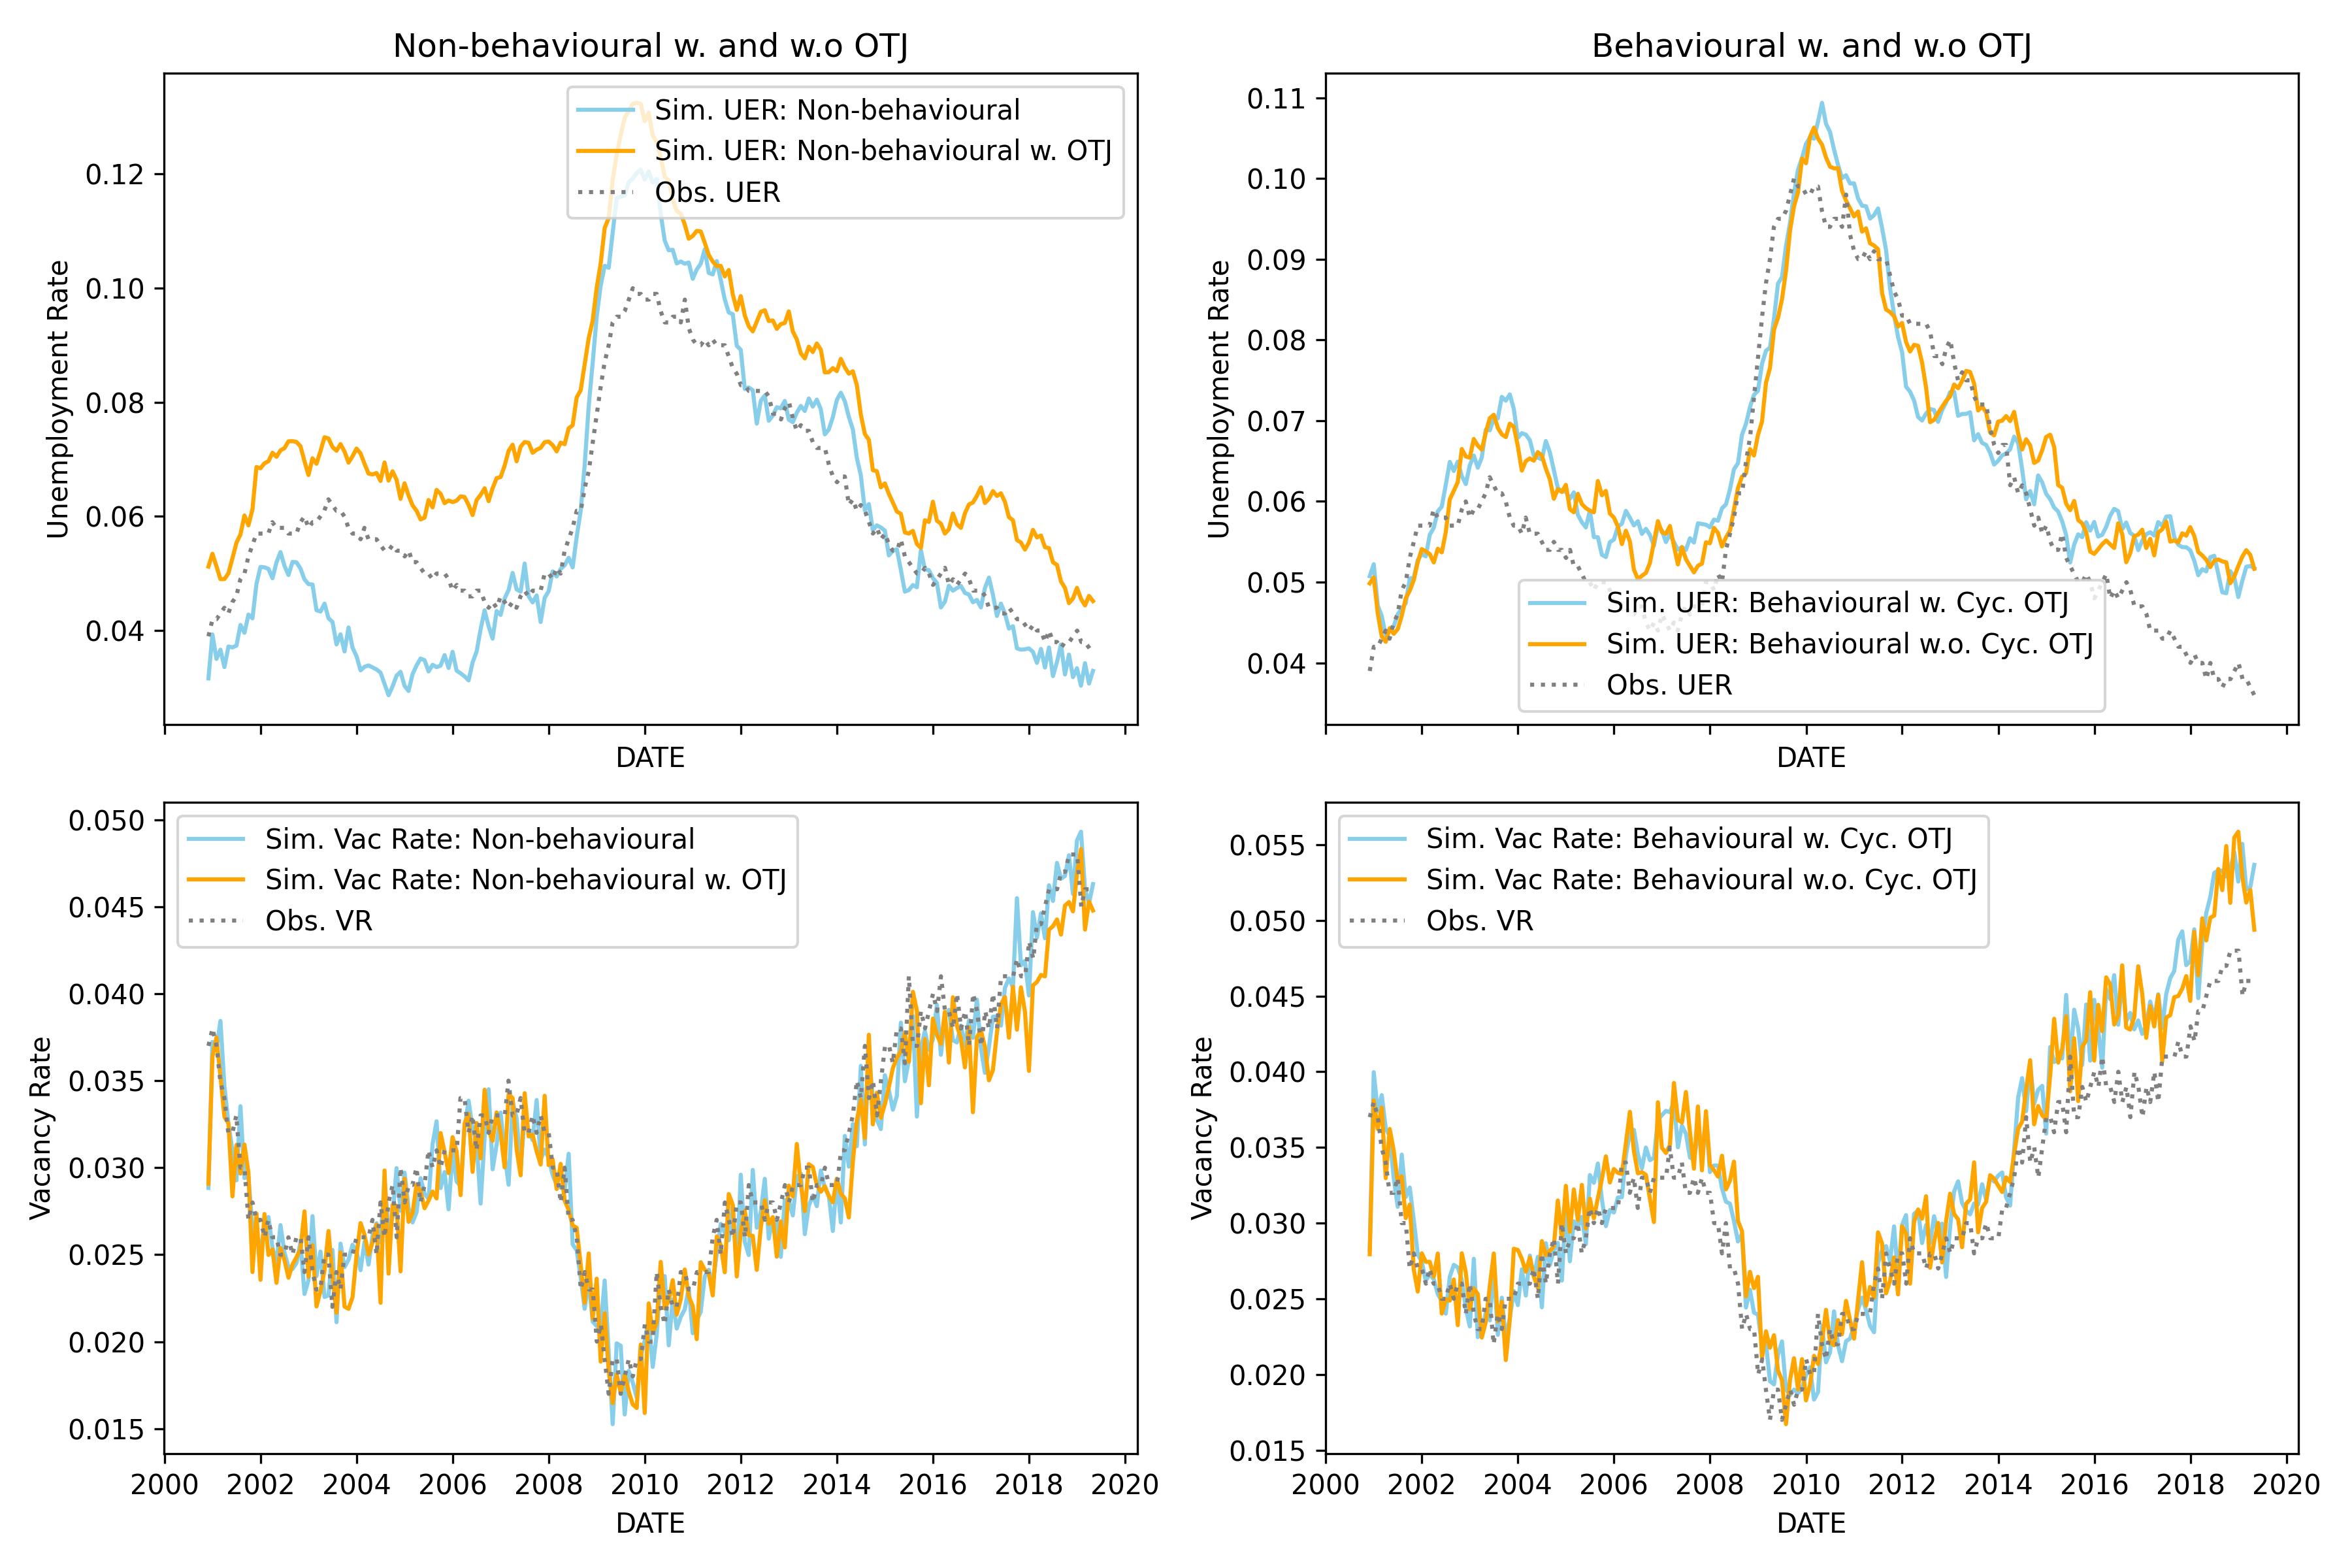 Non-behavioural w. and w.o OTJ
Unemployment Rate
0.12
0.10
0.08
0.06
0.04
Sim. UER: Non-behavioural
Sim. UER: Non-behavioural w. OTJ
Obs. UER
DATE
Behavioural w. and w.o OTJ
Unemployment Rate
0.11
0.10
0.09
0.08
0.07
0.06
0.05
0.04
Sim. UER: Behavioural w. Cyc. OTJ
Sim. UER: Behavioural w.o. Cyc. OTJ
Obs. UER
DATE
Vacancy Rate
0.050
0.045
0.040
0.035
0.030
0.025
0.020
0.015
Sim. Vac Rate: Non-behavioural
Sim. Vac Rate: Non-behavioural w. OTJ
Obs. VR
2000 2002 2004 2006 2008 2010 2012 2014 2016 2018 2020
DATE
Vacancy Rate
0.055
0.050
0.045
0.040
0.035
0.030
0.025
0.020
0.015
Sim. Vac Rate: Behavioural w. Cyc. OTJ
Sim. Vac Rate: Behavioural w.o. Cyc. OTJ
Obs. VR
2000 2002 2004 2006 2008 2010 2012 2014 2016 2018 2020
DATE